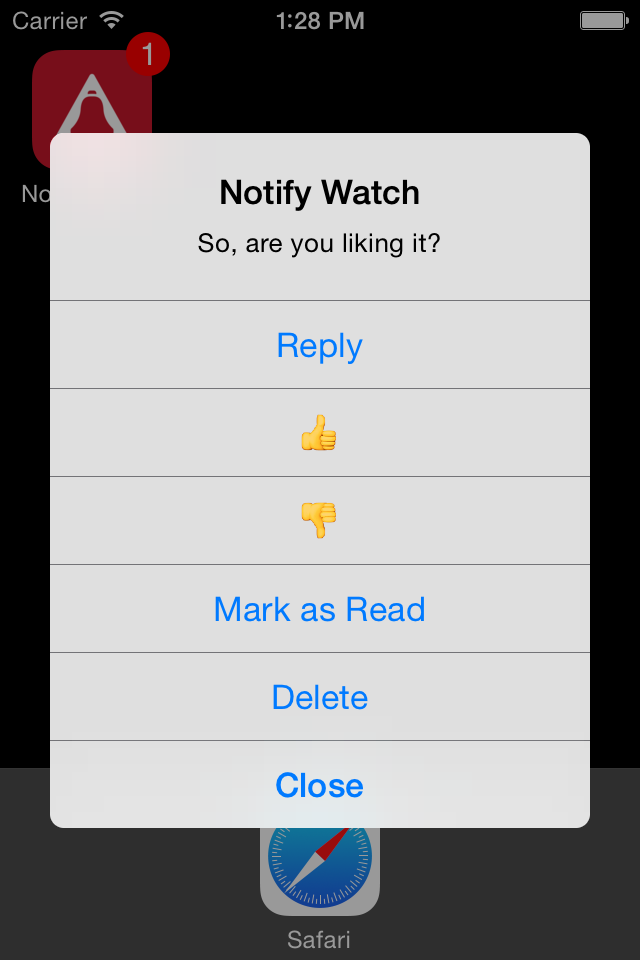 Carrier 1:28 PM
1
No
Notify Watch
So, are you liking it?
Reply
👍
👎
Mark as Read
Delete
Close
Safari